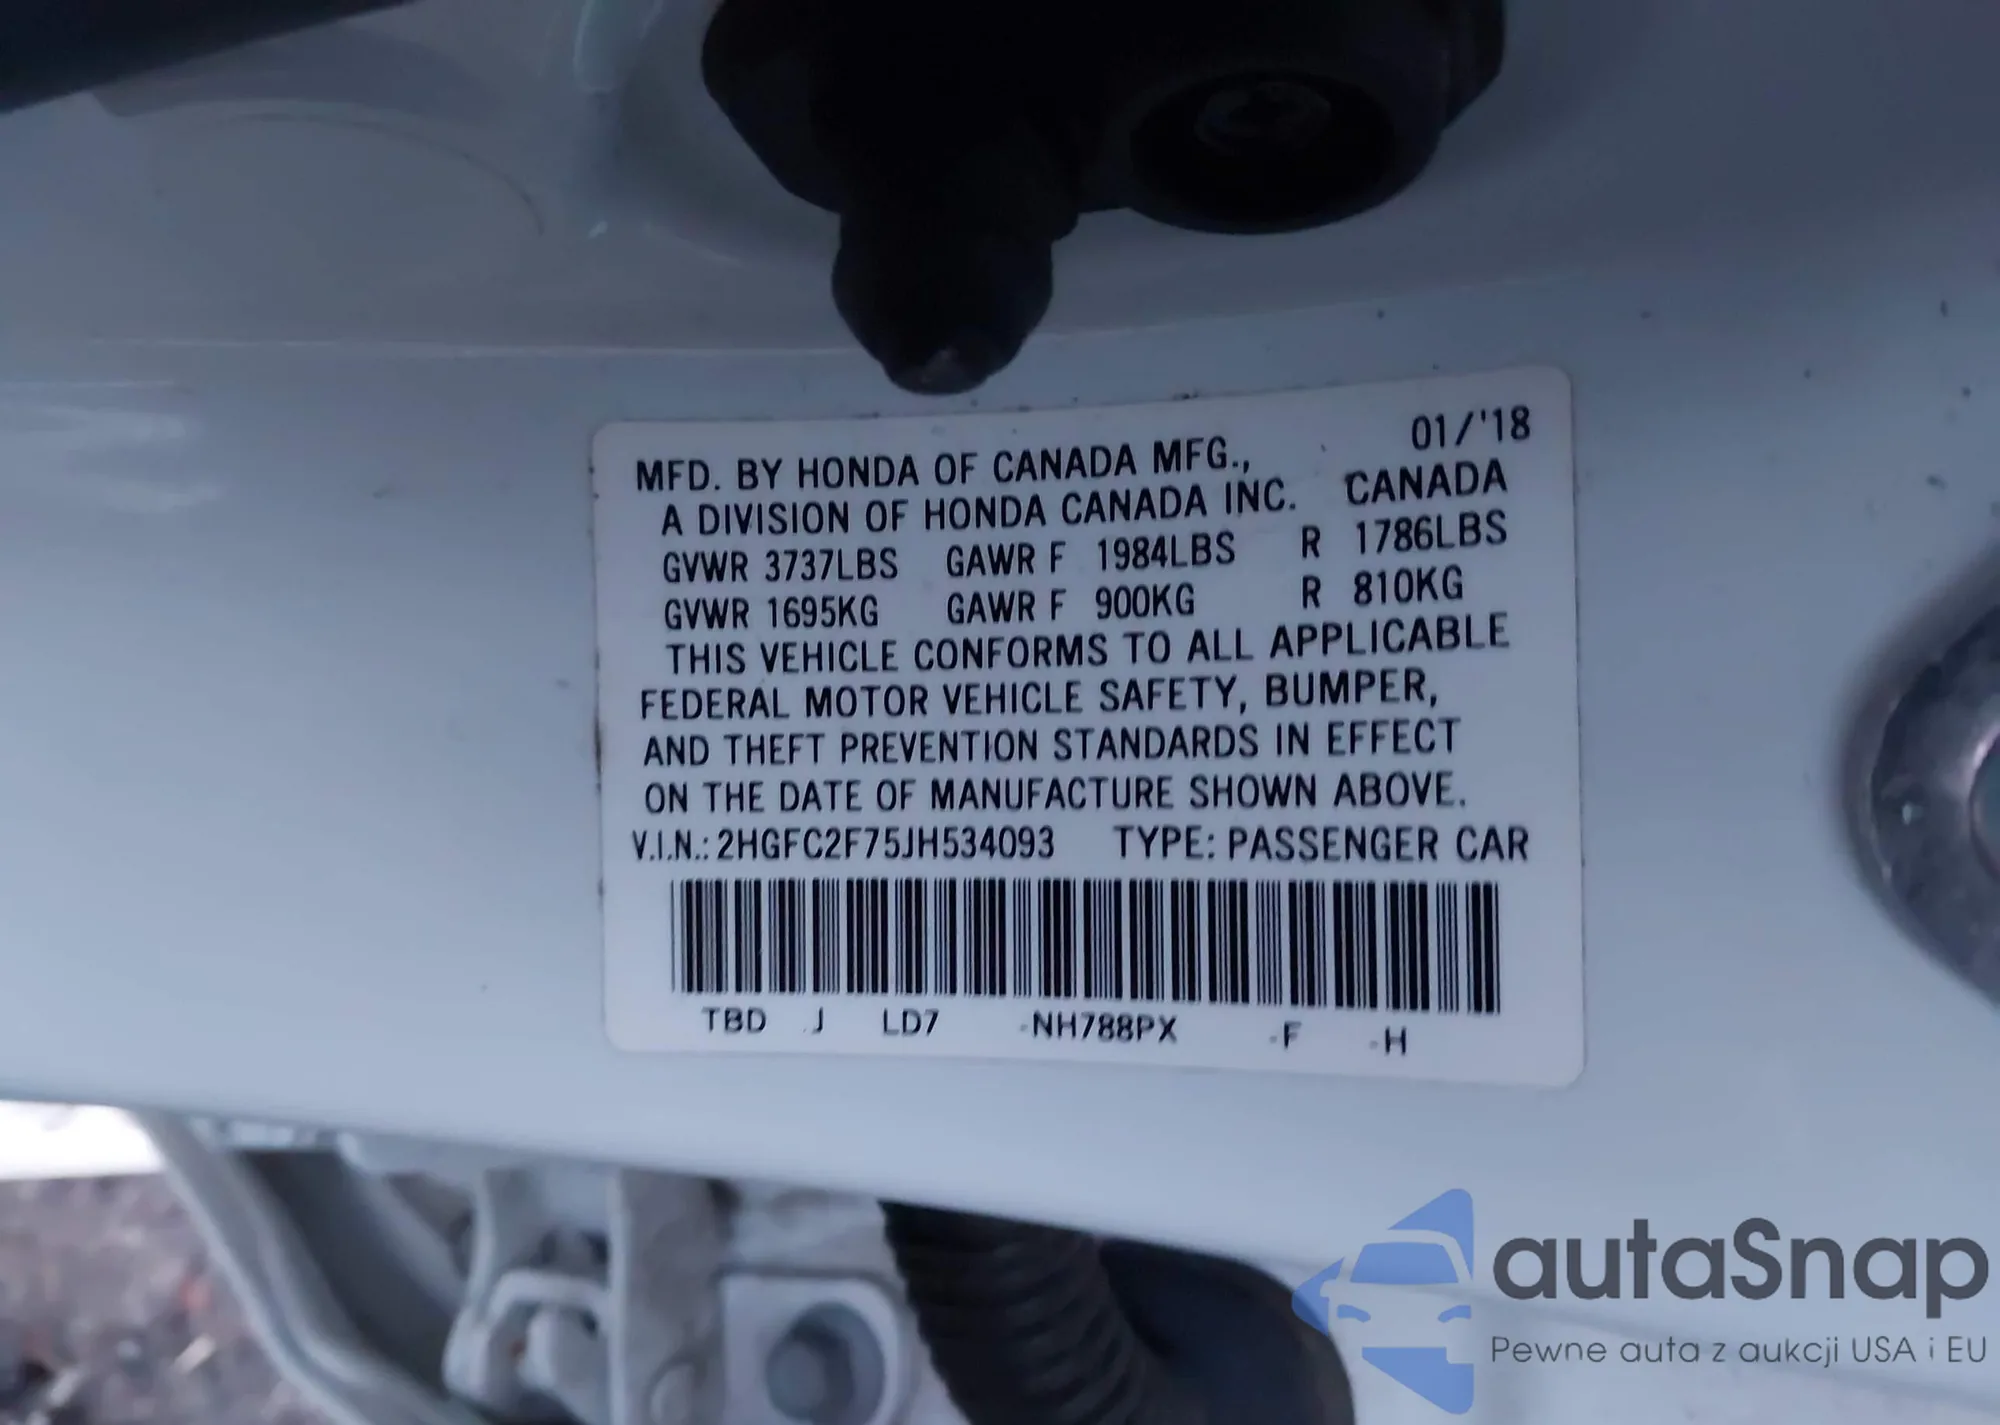 01/'18
MFD. BY HONDA OF CANADA MFG.,
A DIVISION OF HONDA CANADA INC. CANADA
GVWR 3737LBS GAWR F 1984LBS R 1786LBS
GVWR 1695KG GAWR F 900KG R 810KG
THIS VEHICLE CONFORMS TO ALL APPLICABLE
FEDERAL MOTOR VEHICLE SAFETY, BUMPER,
AND THEFT PREVENTION STANDARDS IN EFFECT
ON THE DATE OF MANUFACTURE SHOWN ABOVE.
V.I.N.: 2HGFC2F75JH534093 TYPE: PASSENGER CAR
TBD J LD7 -NH788PX -F -H
autaSnap
Pewne auta z aukcji USA i EU